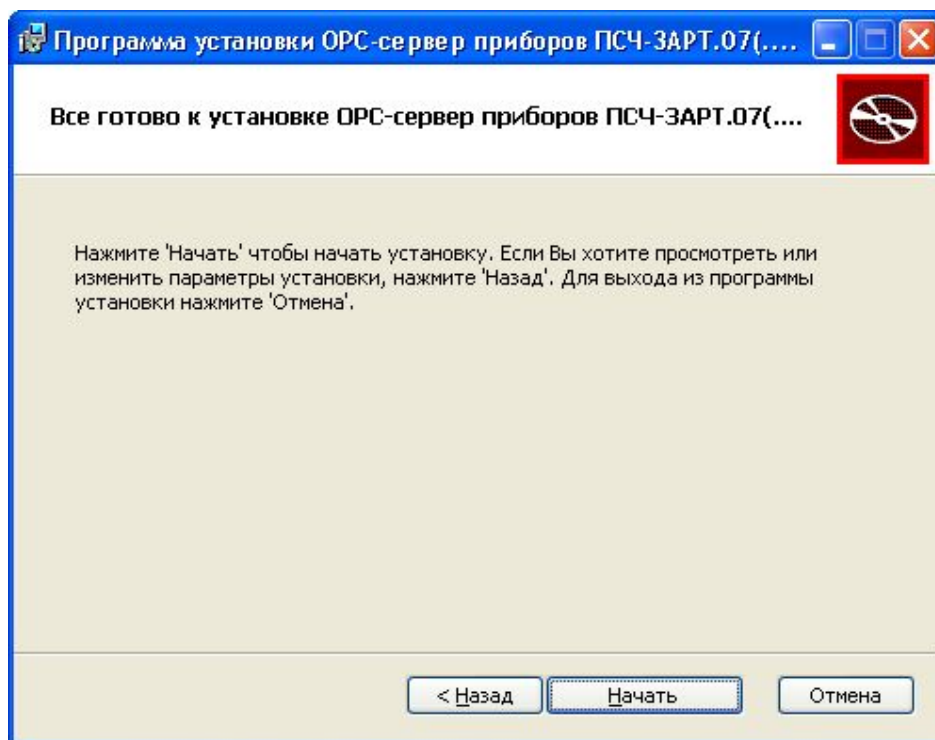 Программа установки OPC-сервер приборов ПСЧ-3АРТ.07(....
Все готово к установке OPC-сервер приборов ПСЧ-3АРТ.07(....
Нажмите 'Начать' чтобы начать установку. Если Вы хотите просмотреть или
изменить параметры установки, нажмите 'Назад'. Для выхода из программы
установки нажмите 'Отмена'.
< Назад
Начать
Отмена